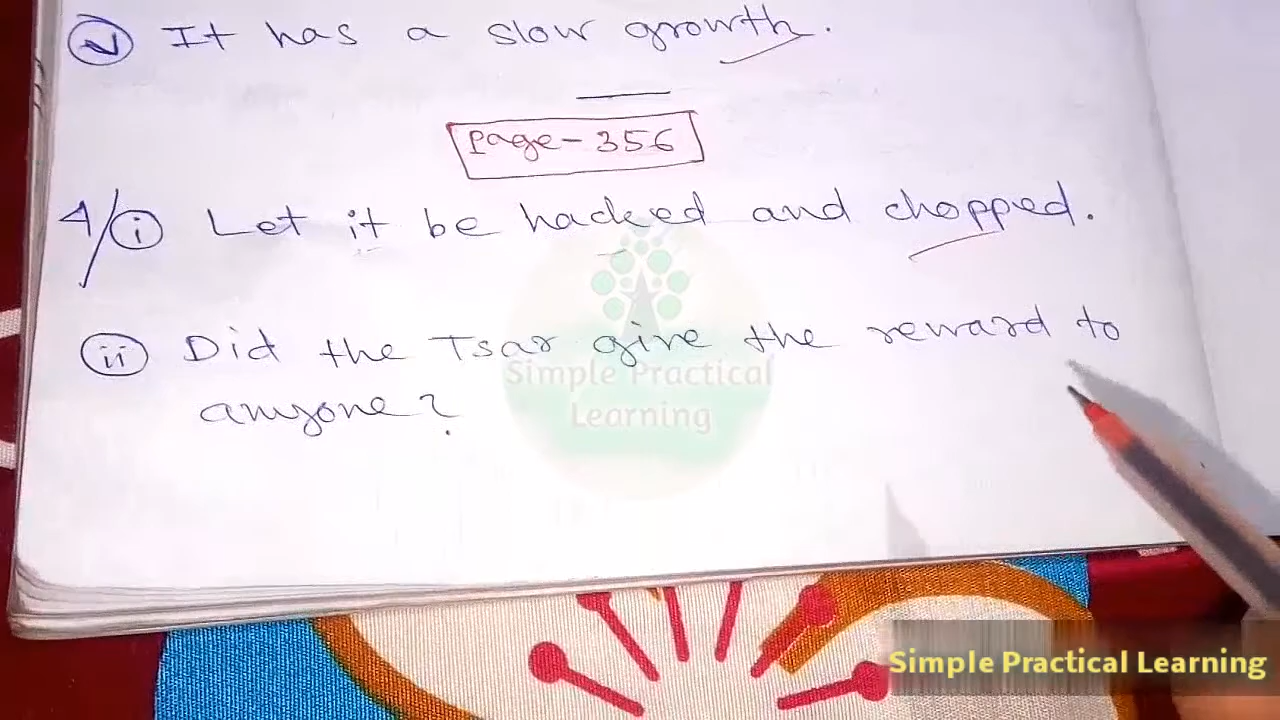 v It has a slow growth.
Page-356
4/i Let it be hacked and chopped.
ii Did the Tsar give the reward to
anyone?
Simple Practical
Learning
Simple Practical Learning